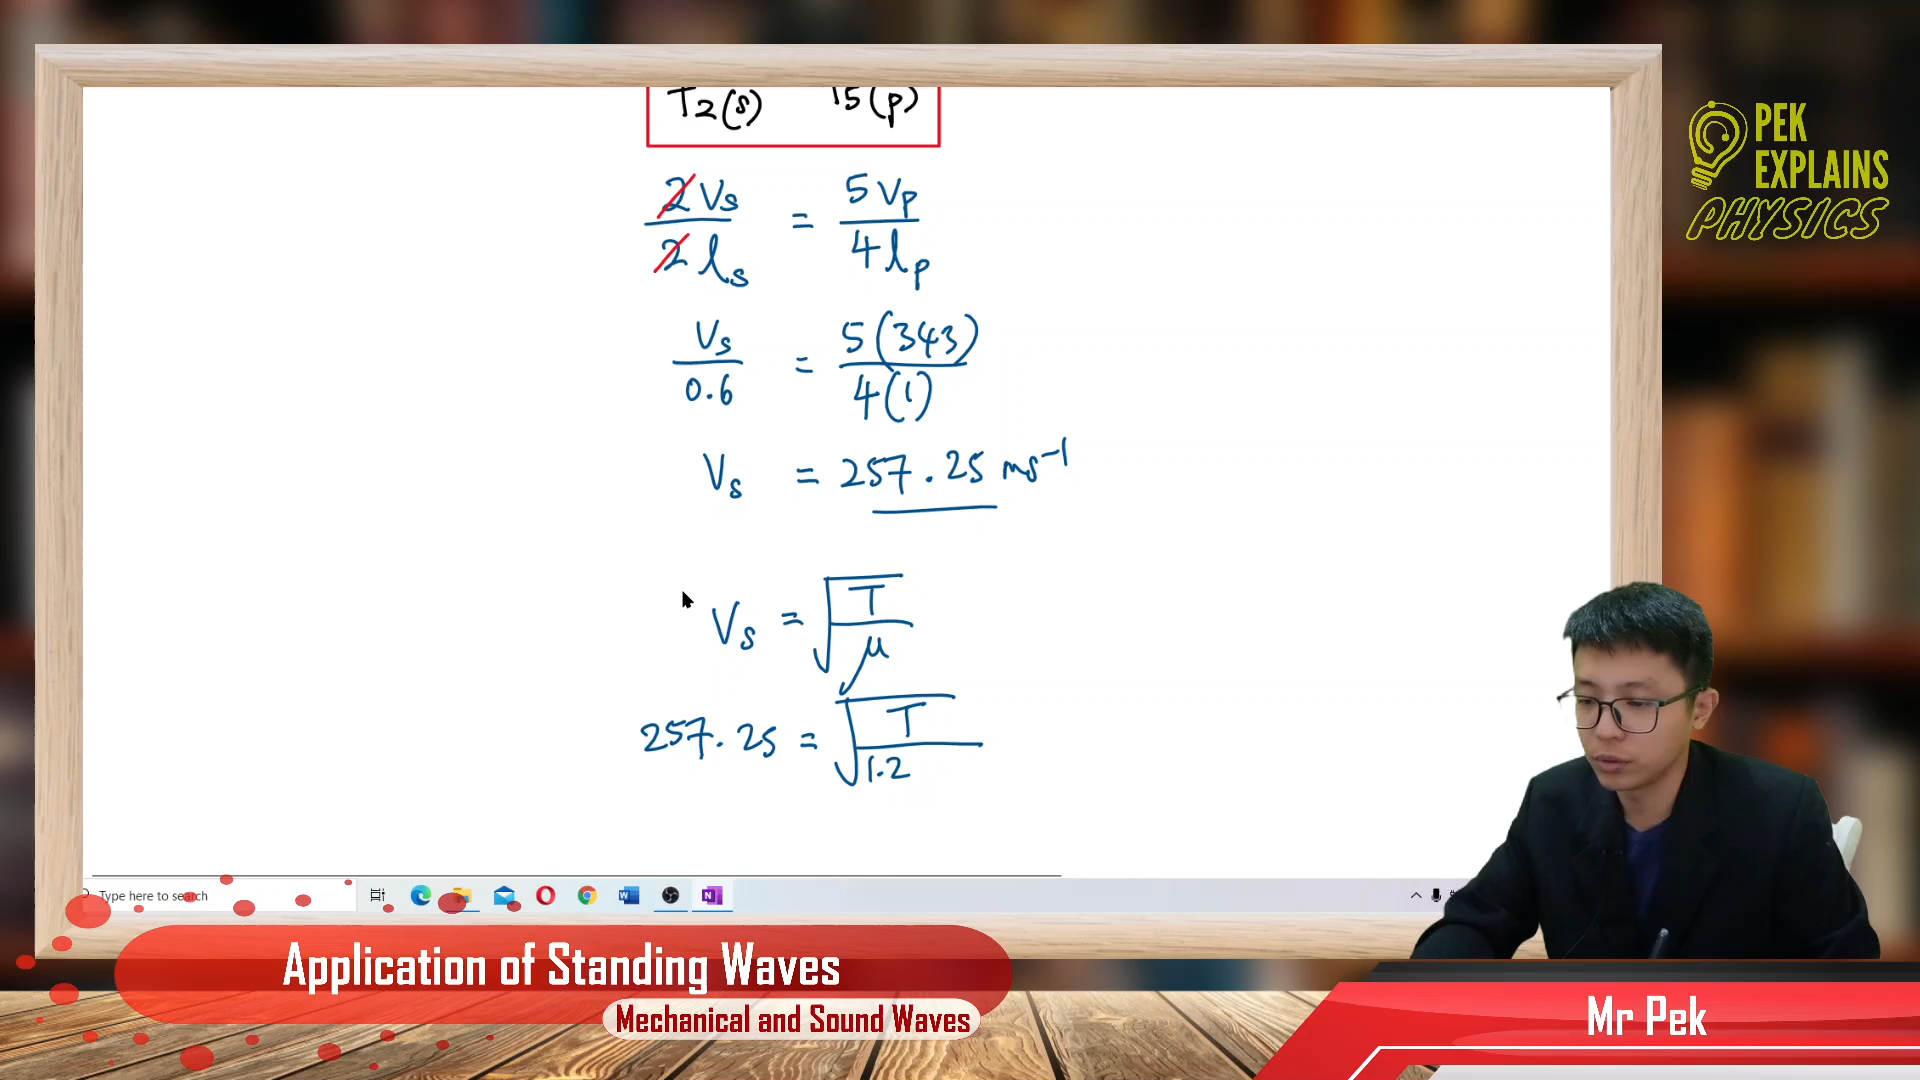 T2(s) f5(p)
2Vs / 2ls = 5Vp / 4lp
Vs / 0.6 = 5(343) / 4(1)
Vs = 257.25 ms⁻¹
Vs = √(T/μ)
257.25 = √(T/1.2
PEK
EXPLAINS
PHYSICS
Type here to search
Application of Standing Waves
Mechanical and Sound Waves
Mr Pek